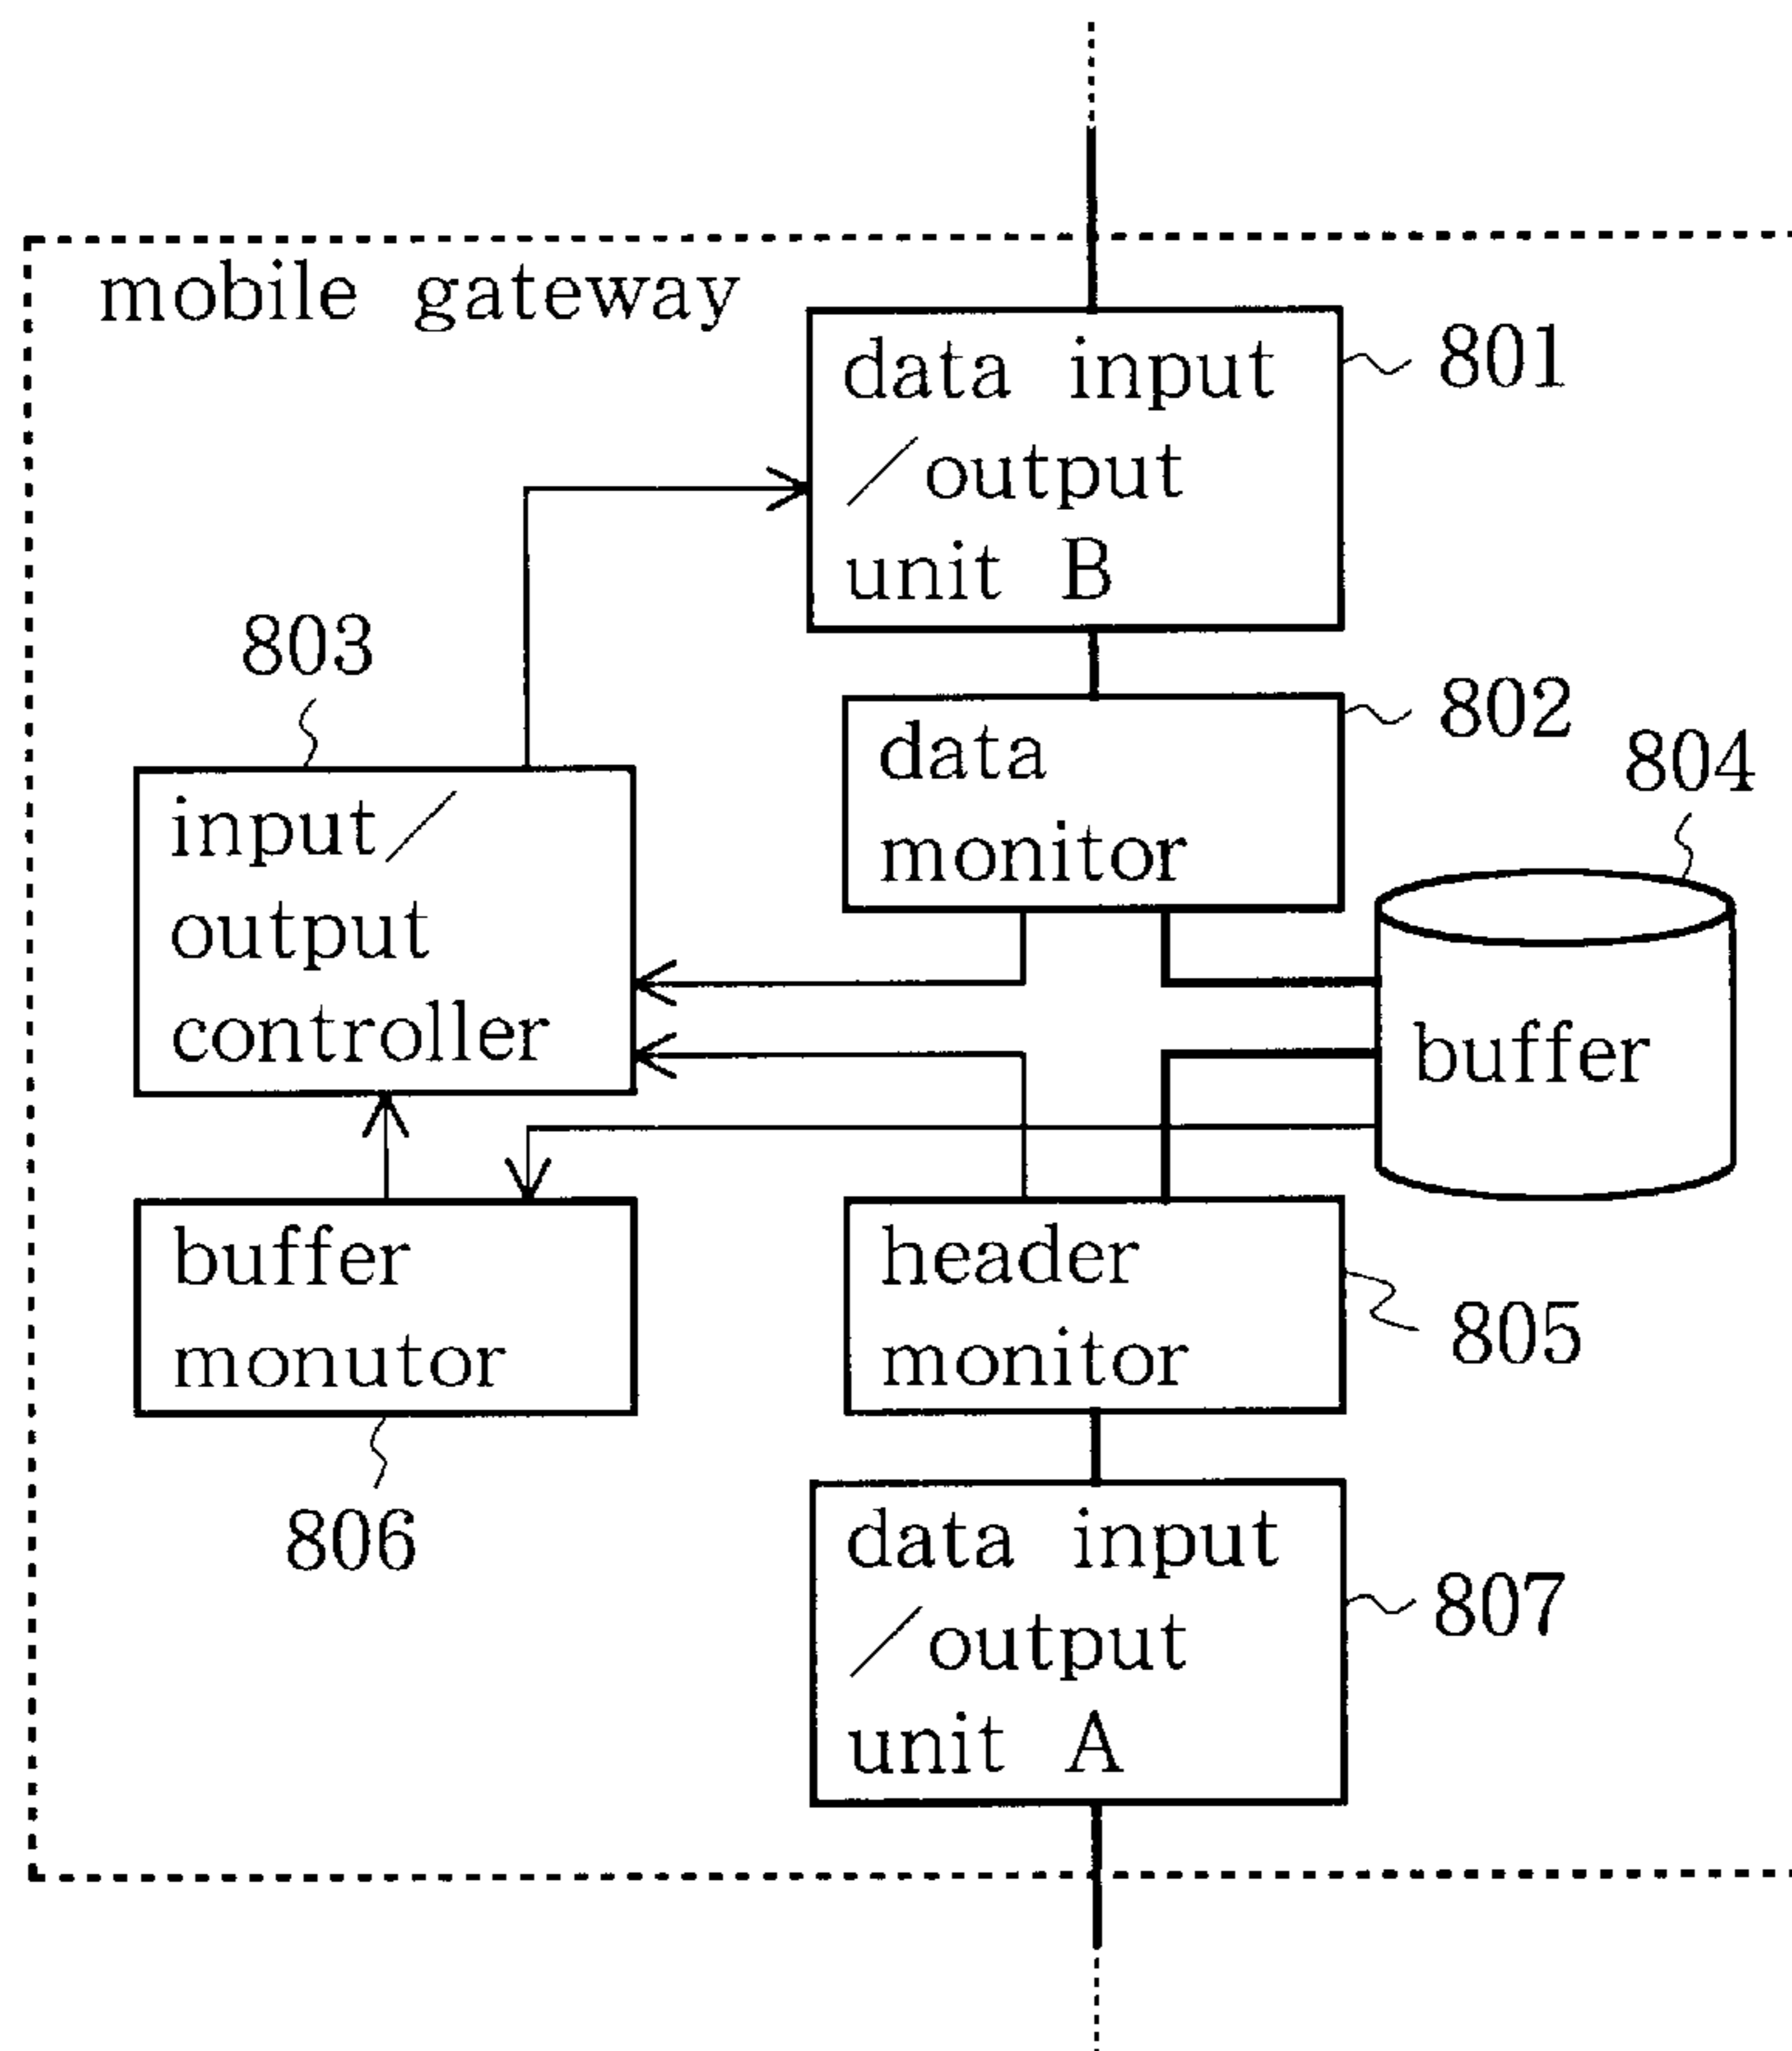 mobile gateway
data input
/output
unit B
801
803
data
monitor
802
804
input/
output
controller
buffer
buffer
monutor
header
monitor
805
806
data input
/output
unit A
807